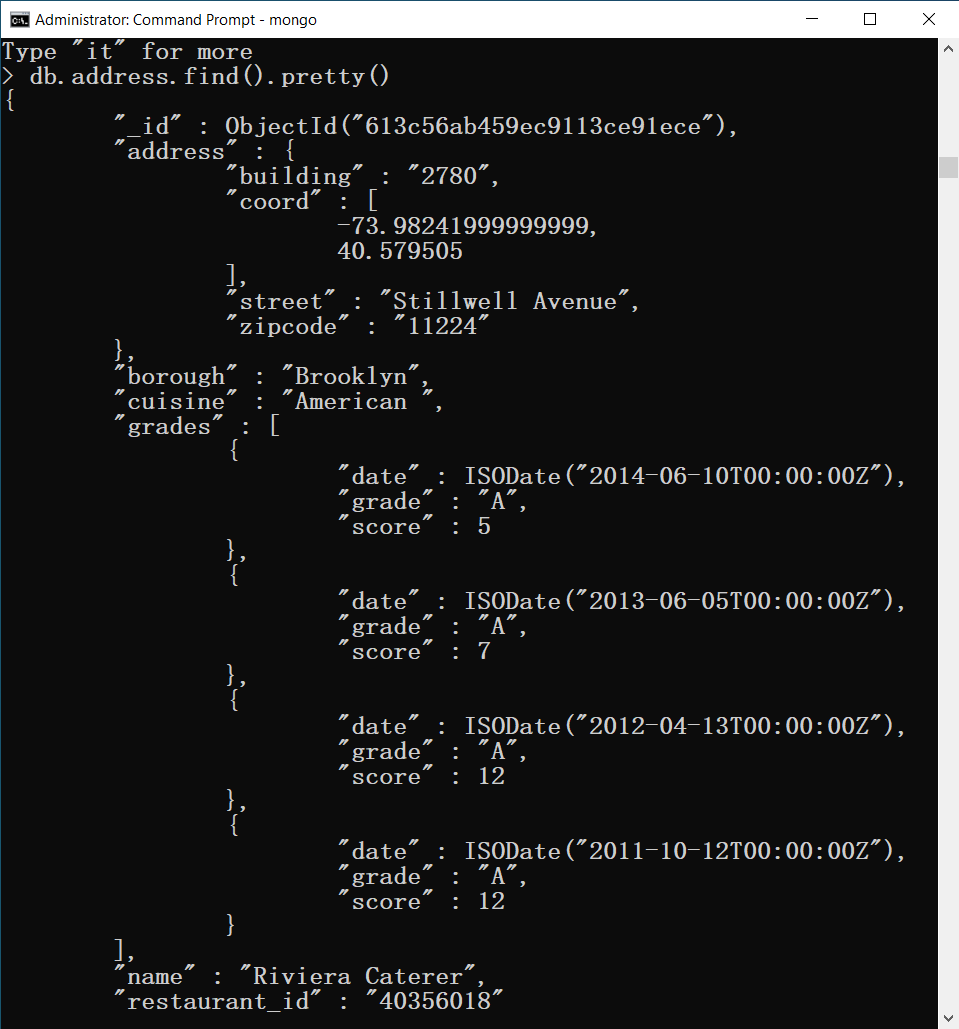 Administrator: Command Prompt - mongo
Type "it" for more
> db.address.find().pretty()
{
        "_id" : ObjectId("613c56ab459ec9113ce91ece"),
        "address" : {
                "building" : "2780",
                "coord" : [
                        -73.98241999999999,
                        40.579505
                ],
                "street" : "Stillwell Avenue",
                "zipcode" : "11224"
        },
        "borough" : "Brooklyn",
        "cuisine" : "American ",
        "grades" : [
                {
                        "date" : ISODate("2014-06-10T00:00:00Z"),
                        "grade" : "A",
                        "score" : 5
                },
                {
                        "date" : ISODate("2013-06-05T00:00:00Z"),
                        "grade" : "A",
                        "score" : 7
                },
                {
                        "date" : ISODate("2012-04-13T00:00:00Z"),
                        "grade" : "A",
                        "score" : 12
                },
                {
                        "date" : ISODate("2011-10-12T00:00:00Z"),
                        "grade" : "A",
                        "score" : 12
                }
        ],
        "name" : "Riviera Caterer",
        "restaurant_id" : "40356018"